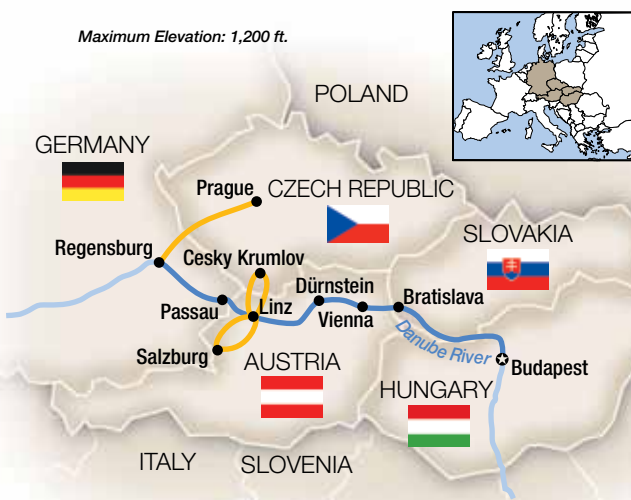 Maximum Elevation: 1,200 ft.
POLAND
GERMANY
Prague
CZECH REPUBLIC
SLOVAKIA
Regensburg
Cesky Krumlov
Dürnstein
Bratislava
Passau
Linz
Vienna
Danube River
Salzburg
AUSTRIA
Budapest
HUNGARY
ITALY
SLOVENIA